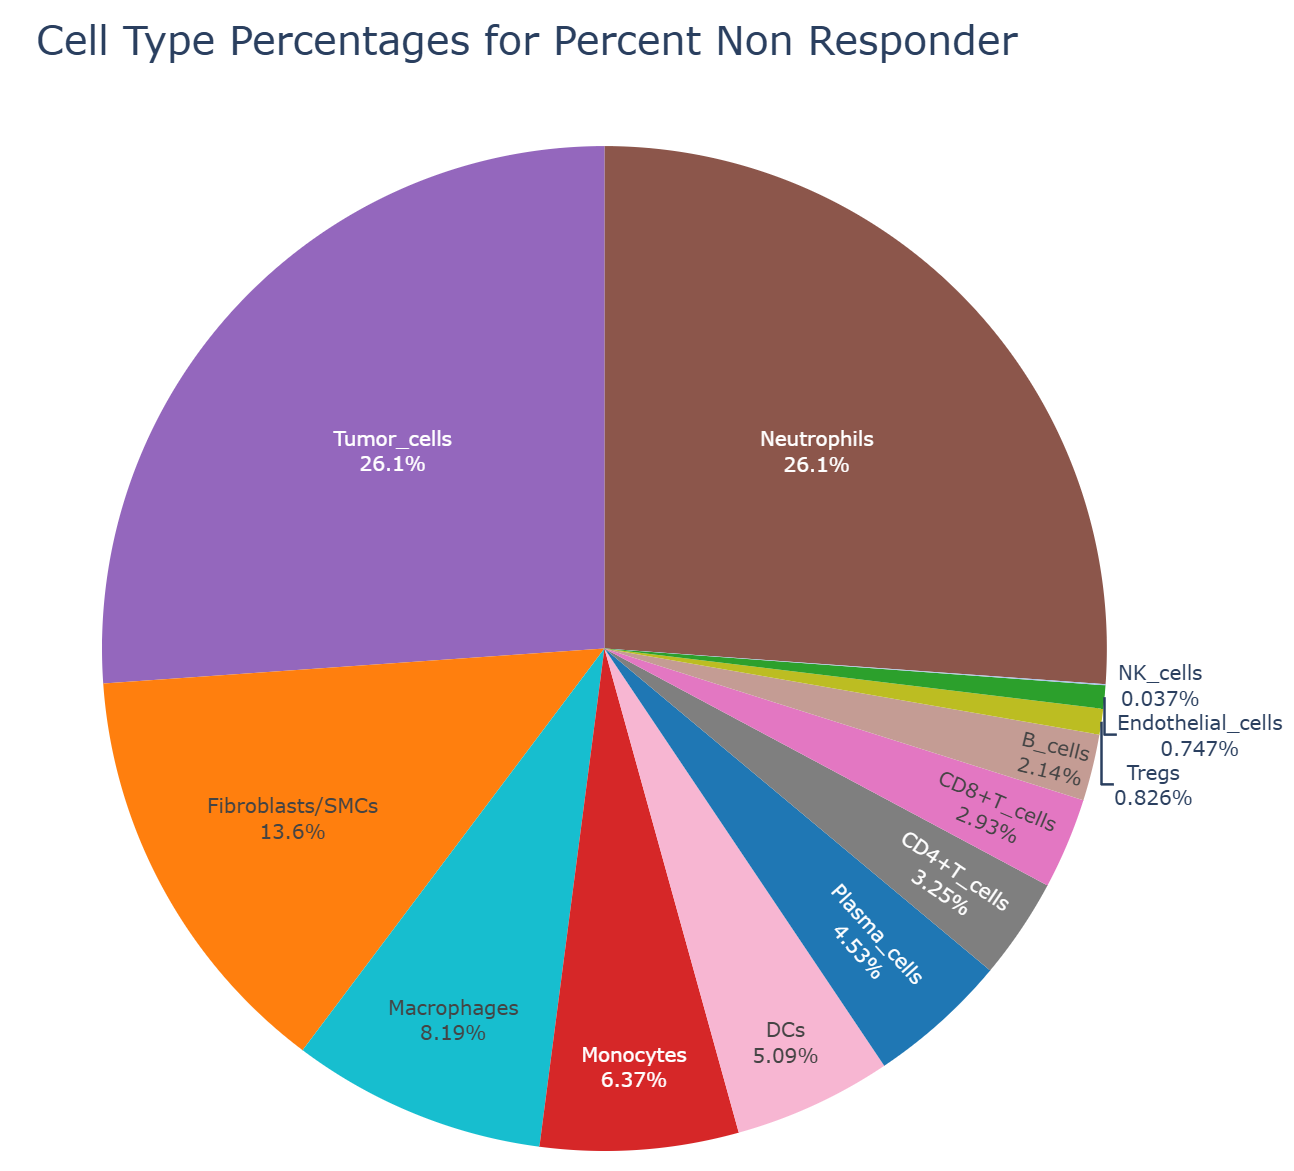 Cell Type Percentages for Percent Non Responder
Tumor_cells
26.1%
Neutrophils
26.1%
NK_cells
0.037%
Endothelial_cells
0.747%
Tregs
0.826%
B_cells
2.14%
CD8+T_cells
2.93%
CD4+T_cells
3.25%
Plasma_cells
4.53%
DCs
5.09%
Monocytes
6.37%
Macrophages
8.19%
Fibroblasts/SMCs
13.6%